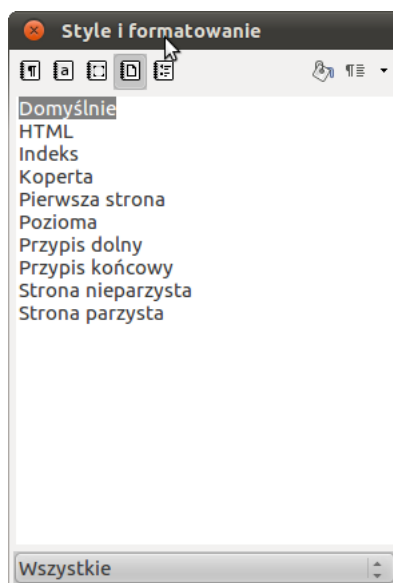 Style i formatowanie
Domyślnie
HTML
Indeks
Koperta
Pierwsza strona
Pozioma
Przypis dolny
Przypis końcowy
Strona nieparzysta
Strona parzysta
Wszystkie